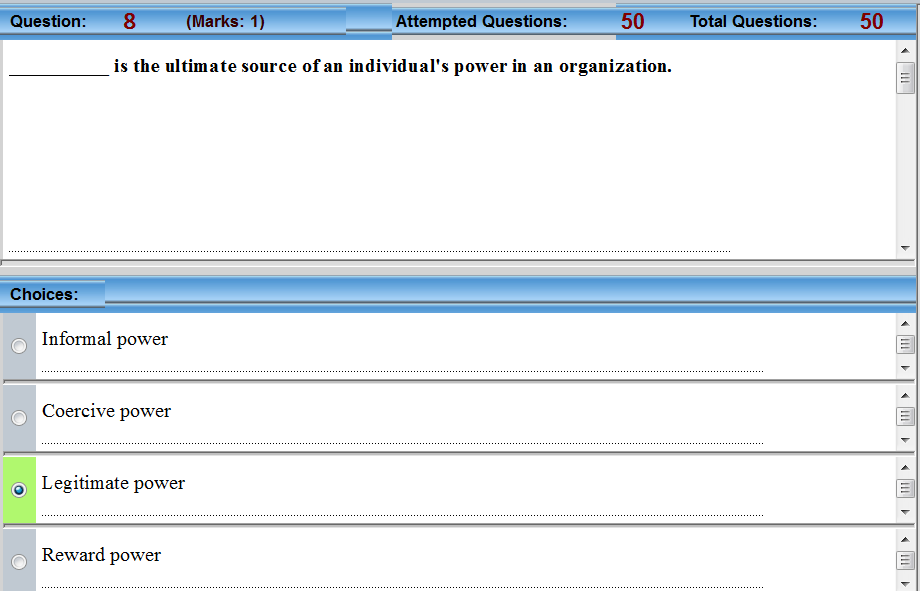 Question: 8 (Marks: 1) Attempted Questions: 50 Total Questions: 50
__________ is the ultimate source of an individual's power in an organization.
Choices:
Informal power
Coercive power
Legitimate power
Reward power